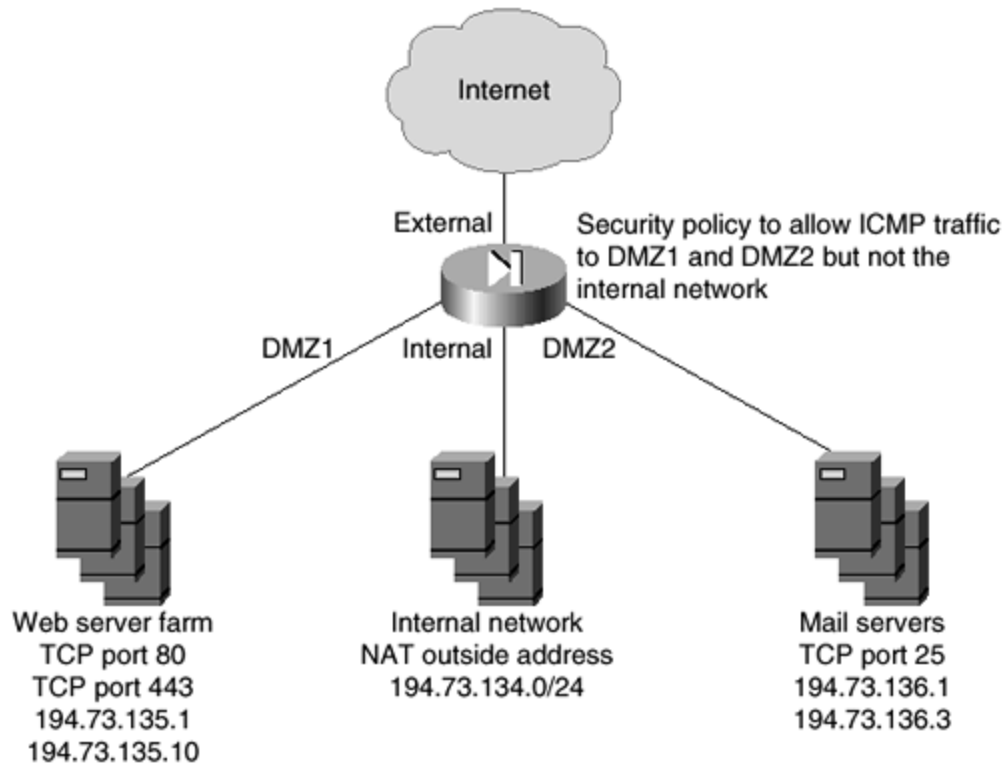 Internet
External
Security policy to allow ICMP traffic
to DMZ1 and DMZ2 but not the
internal network
DMZ1
Internal
DMZ2
Web server farm
TCP port 80
TCP port 443
194.73.135.1
194.73.135.10
Internal network
NAT outside address
194.73.134.0/24
Mail servers
TCP port 25
194.73.136.1
194.73.136.3